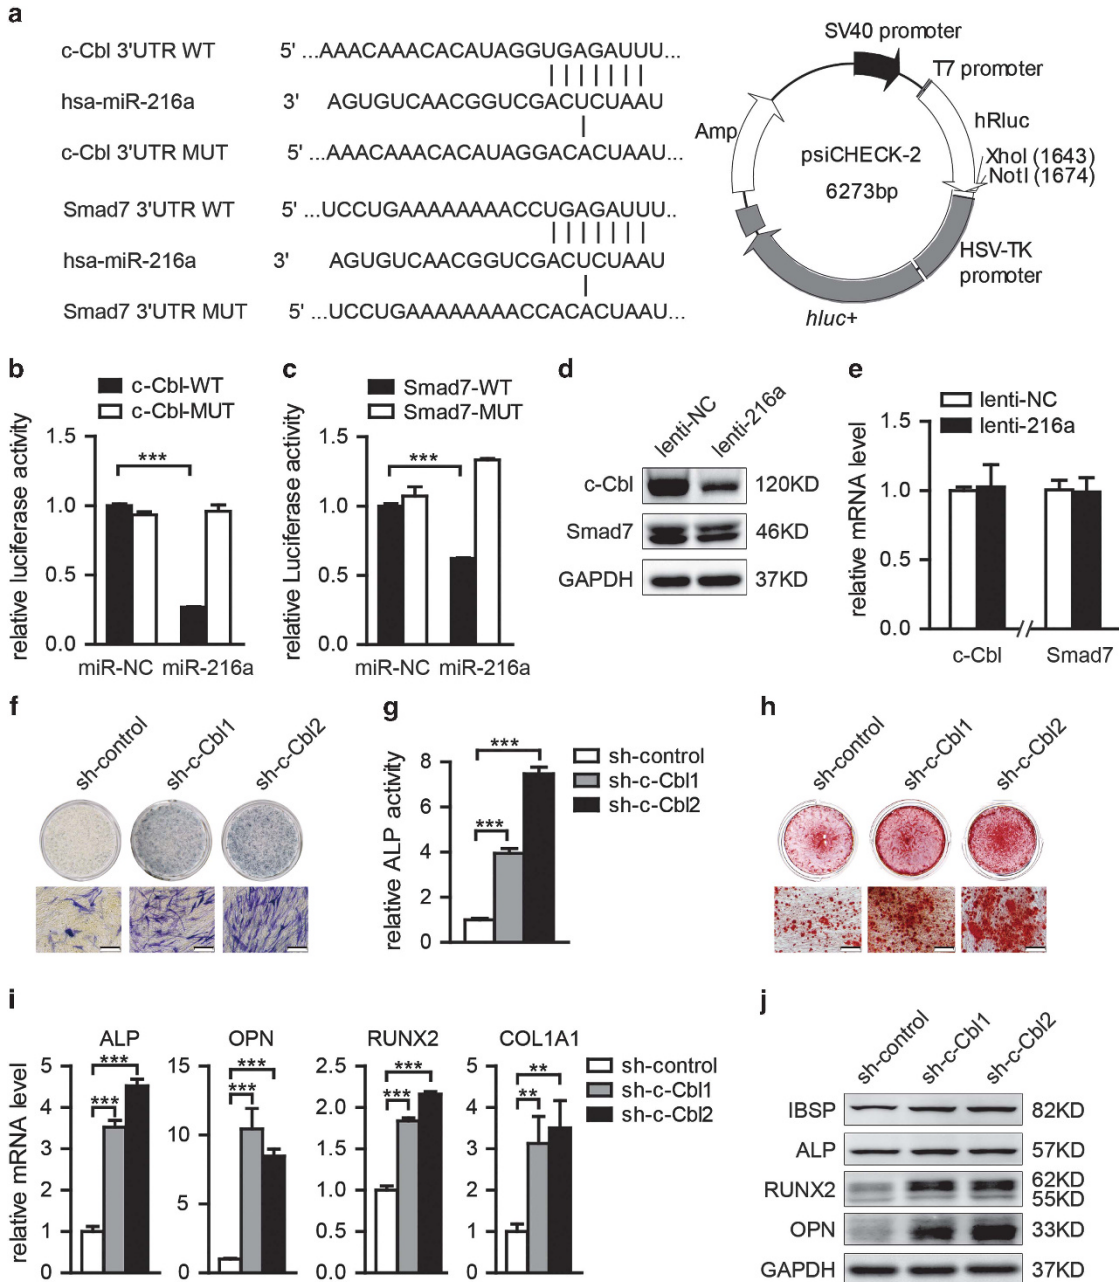 a
c-Cbl 3'UTR WT 5' ...AAACAAACACAUAGGUGAGAUUU...
hsa-miR-216a 3' AGUGUCAACGGUCGACUCUAAU
c-Cbl 3'UTR MUT 5' ...AAACAAACACAUAGGACACUAAU...
Smad7 3'UTR WT 5' ...UCCUGAAAAAAAACCUGAGAUUU..
hsa-miR-216a 3' AGUGUCAACGGUCGACUCUAAU
Smad7 3'UTR MUT 5' ...UCCUGAAAAAAAACCACACUAAU...
SV40 promoter
T7 promoter
hRluc
XhoI (1643)
NotI (1674)
HSV-TK
promoter
hluc+
Amp
psiCHECK-2
6273bp
b
c-Cbl-WT
c-Cbl-MUT
relative luciferase activity
1.5
1.0
0.5
0.0
***
miR-NC miR-216a
c
Smad7-WT
Smad7-MUT
relative Luciferase activity
1.5
1.0
0.5
0.0
***
miR-NC miR-216a
d
lenti-NC
lenti-216a
c-Cbl 120KD
Smad7 46KD
GAPDH 37KD
e
lenti-NC
lenti-216a
relative mRNA level
1.0
0.5
0.0
c-Cbl Smad7
f
sh-control
sh-c-Cbl1
sh-c-Cbl2
g
sh-control
sh-c-Cbl1
sh-c-Cbl2
relative ALP activity
8
6
4
2
0
***
***
h
sh-control
sh-c-Cbl1
sh-c-Cbl2
i
relative mRNA level
ALP
5
4
3
2
1
0
***
***
OPN
15
10
5
0
***
***
RUNX2
2.5
2.0
1.5
1.0
0.5
0.0
***
***
COL1A1
5
4
3
2
1
0
**
**
sh-control
sh-c-Cbl1
sh-c-Cbl2
j
sh-control
sh-c-Cbl1
sh-c-Cbl2
IBSP 82KD
ALP 57KD
RUNX2 62KD
55KD
OPN 33KD
GAPDH 37KD